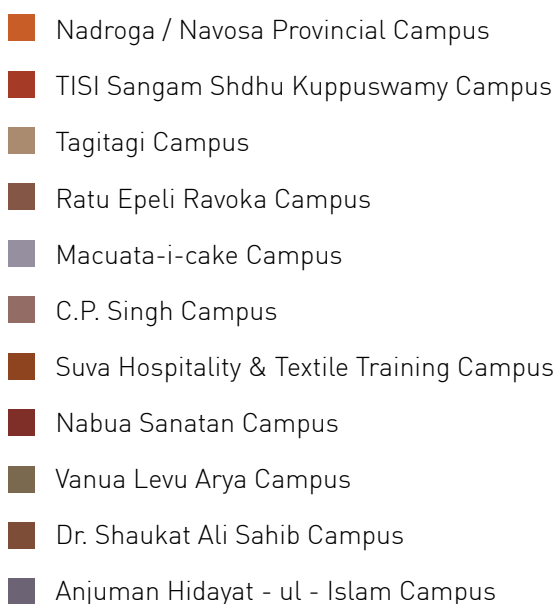 Nadroga / Navosa Provincial Campus
TISI Sangam Shdhu Kuppuswamy Campus
Tagitagi Campus
Ratu Epeli Ravoka Campus
Macuata-i-cake Campus
C.P. Singh Campus
Suva Hospitality & Textile Training Campus
Nabua Sanatan Campus
Vanua Levu Arya Campus
Dr. Shaukat Ali Sahib Campus
Anjuman Hidayat - ul - Islam Campus